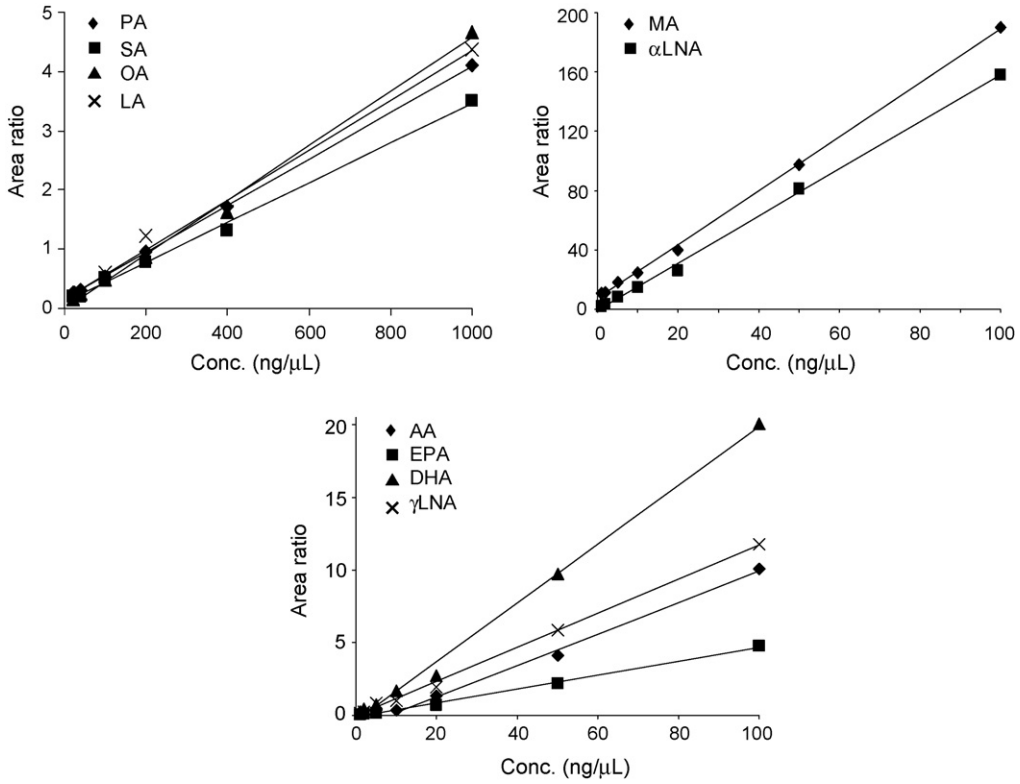 PA
SA
OA
LA
5
4
3
2
1
0
Area ratio
0 200 400 600 800 1000
Conc. (ng/μL)
MA
αLNA
200
160
120
80
40
0
Area ratio
0 20 40 60 80 100
Conc. (ng/μL)
AA
EPA
DHA
γLNA
20
15
10
5
0
Area ratio
0 20 40 60 80 100
Conc. (ng/μL)